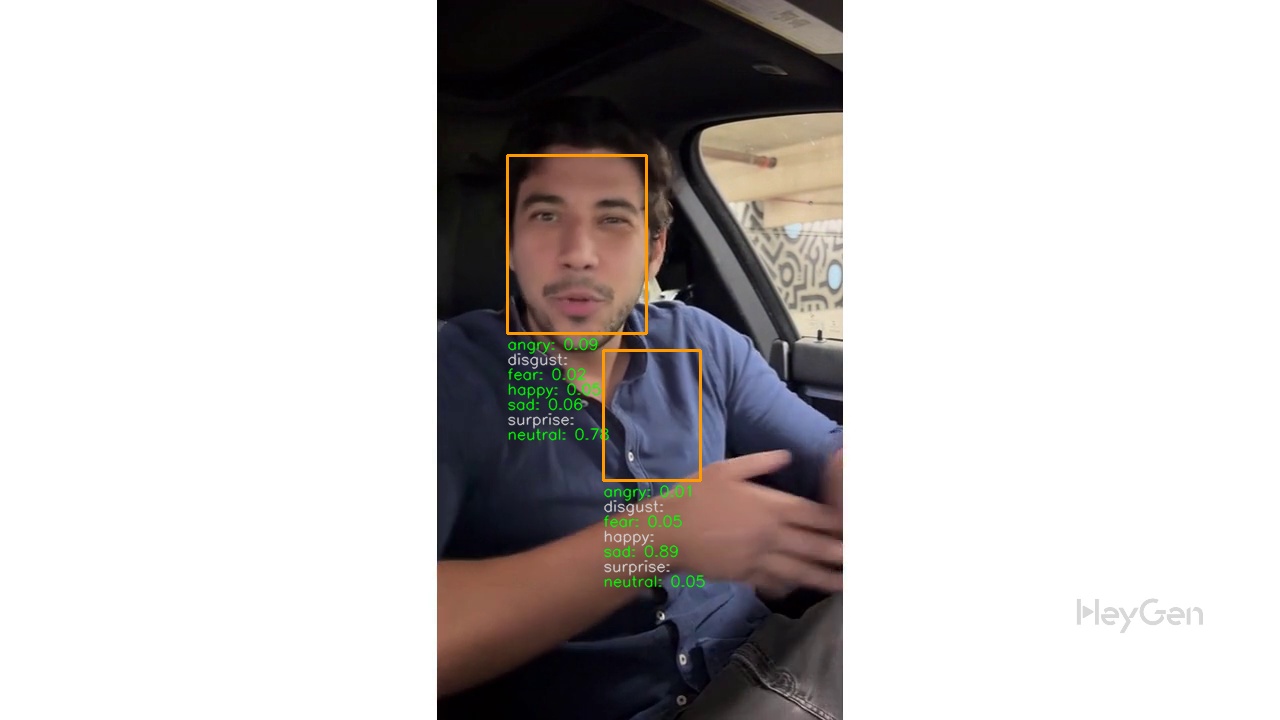 angry: 0.09
disgust:
fear: 0.02
happy: 0.05
sad: 0.06
surprise:
neutral: 0.78
angry: 0.01
disgust:
fear: 0.05
happy:
sad: 0.89
surprise:
neutral: 0.05
HeyGen